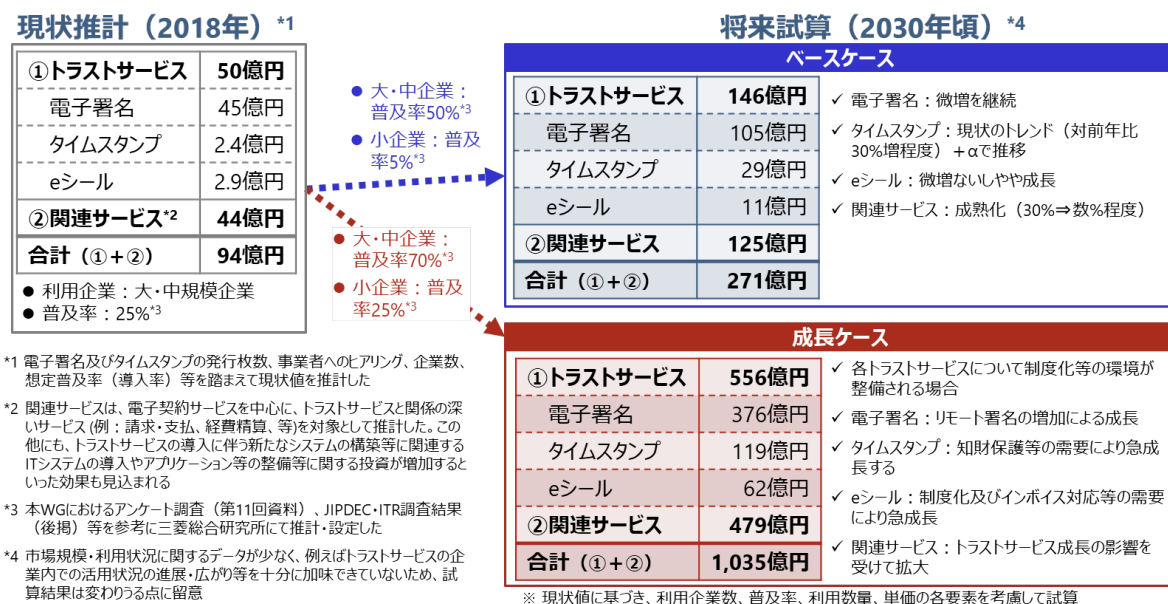 現状推計（2018年）*1
①トラストサービス 50億円
電子署名 45億円
タイムスタンプ 2.4億円
eシール 2.9億円
②関連サービス*2 44億円
合計（①+②） 94億円
● 利用企業：大・中規模企業
● 普及率：25%*3
● 大・中企業：
普及率50%*3
● 小企業：普及
率5%*3
● 大・中企業：
普及率70%*3
● 小企業：普及
率25%*3
将来試算（2030年頃）*4
ベースケース
①トラストサービス 146億円
電子署名 105億円
タイムスタンプ 29億円
eシール 11億円
②関連サービス 125億円
合計（①+②） 271億円
✓ 電子署名：微増を継続
✓ タイムスタンプ：現状のトレンド（対前年比
30%増程度）+αで推移
✓ eシール：微増ないしやや成長
✓ 関連サービス：成熟化（30%⇒数%程度）
成長ケース
①トラストサービス 556億円
電子署名 376億円
タイムスタンプ 119億円
eシール 62億円
②関連サービス 479億円
合計（①+②） 1,035億円
✓ 各トラストサービスについて制度化等の環境が
整備される場合
✓ 電子署名：リモート署名の増加による成長
✓ タイムスタンプ：知財保護等の需要により急成
長する
✓ eシール：制度化及びインボイス対応等の需要
により急成長
✓ 関連サービス：トラストサービス成長の影響を
受けて拡大
※ 現状値に基づき、利用企業数、普及率、利用数量、単価の各要素を考慮して試算
*1 電子署名及びタイムスタンプの発行枚数、事業者へのヒアリング、企業数、
想定普及率（導入率）等を踏まえて現状値を推計した
*2 関連サービスは、電子契約サービスを中心に、トラストサービスと関係の深
いサービス(例：請求・支払、経費精算、等)を対象として推計した。この
他にも、トラストサービスの導入に伴う新たなシステムの構築等に関連する
ITシステムの導入やアプリケーション等の整備等に関する投資が増加すると
いった効果も見込まれる
*3 本WGにおけるアンケート調査（第11回資料）、JIPDEC・ITR調査結果
（後掲）等を参考に三菱総合研究所にて推計・設定した
*4 市場規模・利用状況に関するデータが少なく、例えばトラストサービスの企
業内での活用状況の進展・広がり等を十分に加味できていないため、試
算結果は変わりうる点に留意